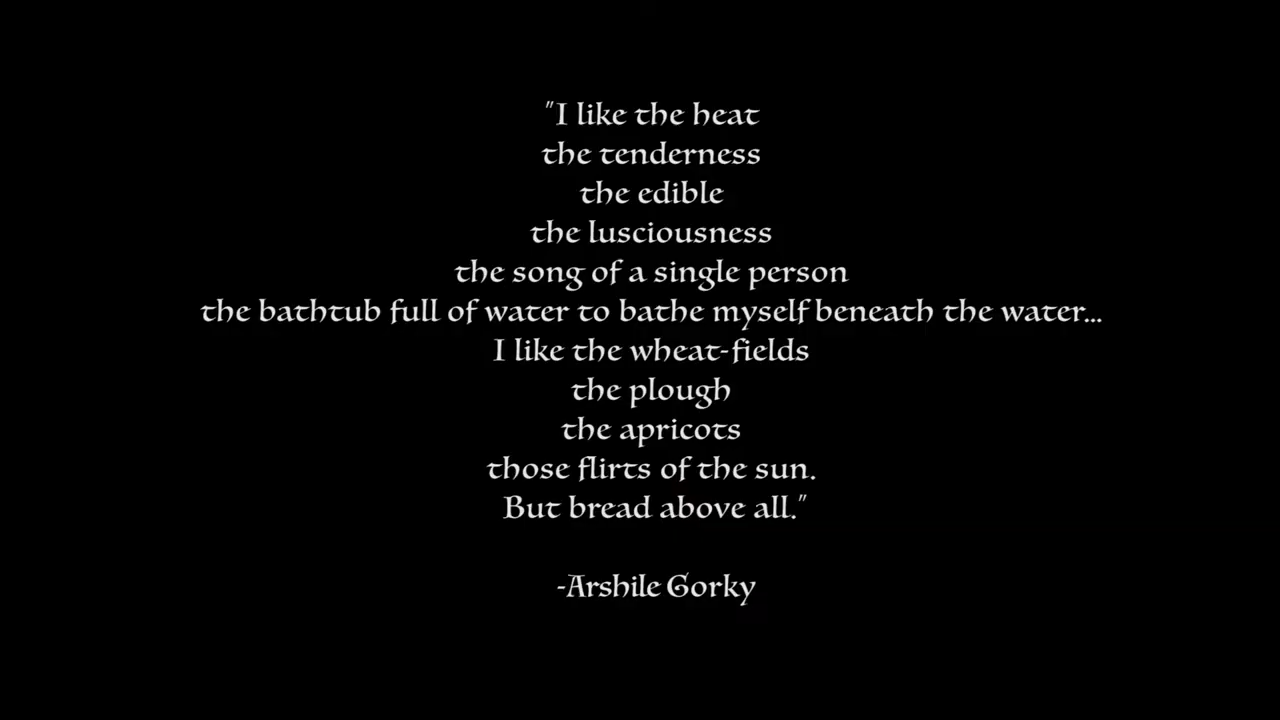 "I like the heat
the tenderness
the edible
the lusciousness
the song of a single person
the bathtub full of water to bathe myself beneath the water...
I like the wheat-fields
the plough
the apricots
those flirts of the sun.
But bread above all."
-Arshile Gorky